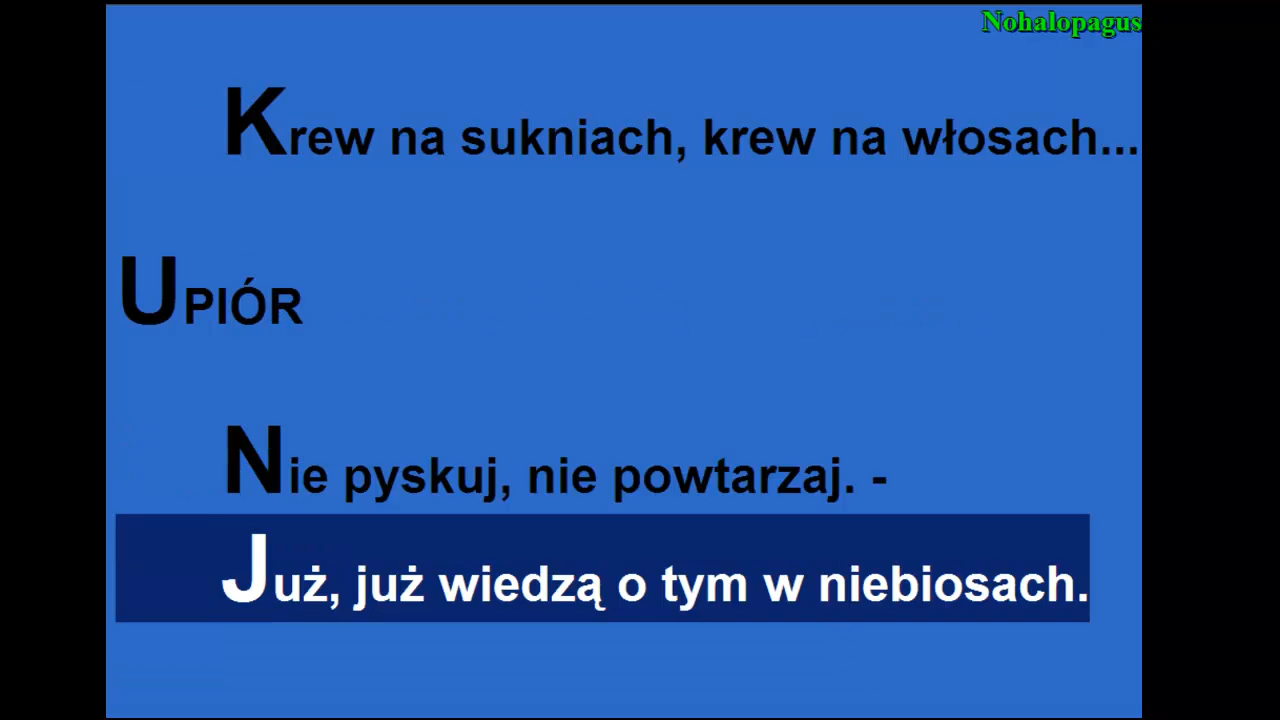 Nohalopagus
Krew na sukniach, krew na włosach...
UPIÓR
Nie pyskuj, nie powtarzaj. -
Już, już wiedzą o tym w niebiosach.